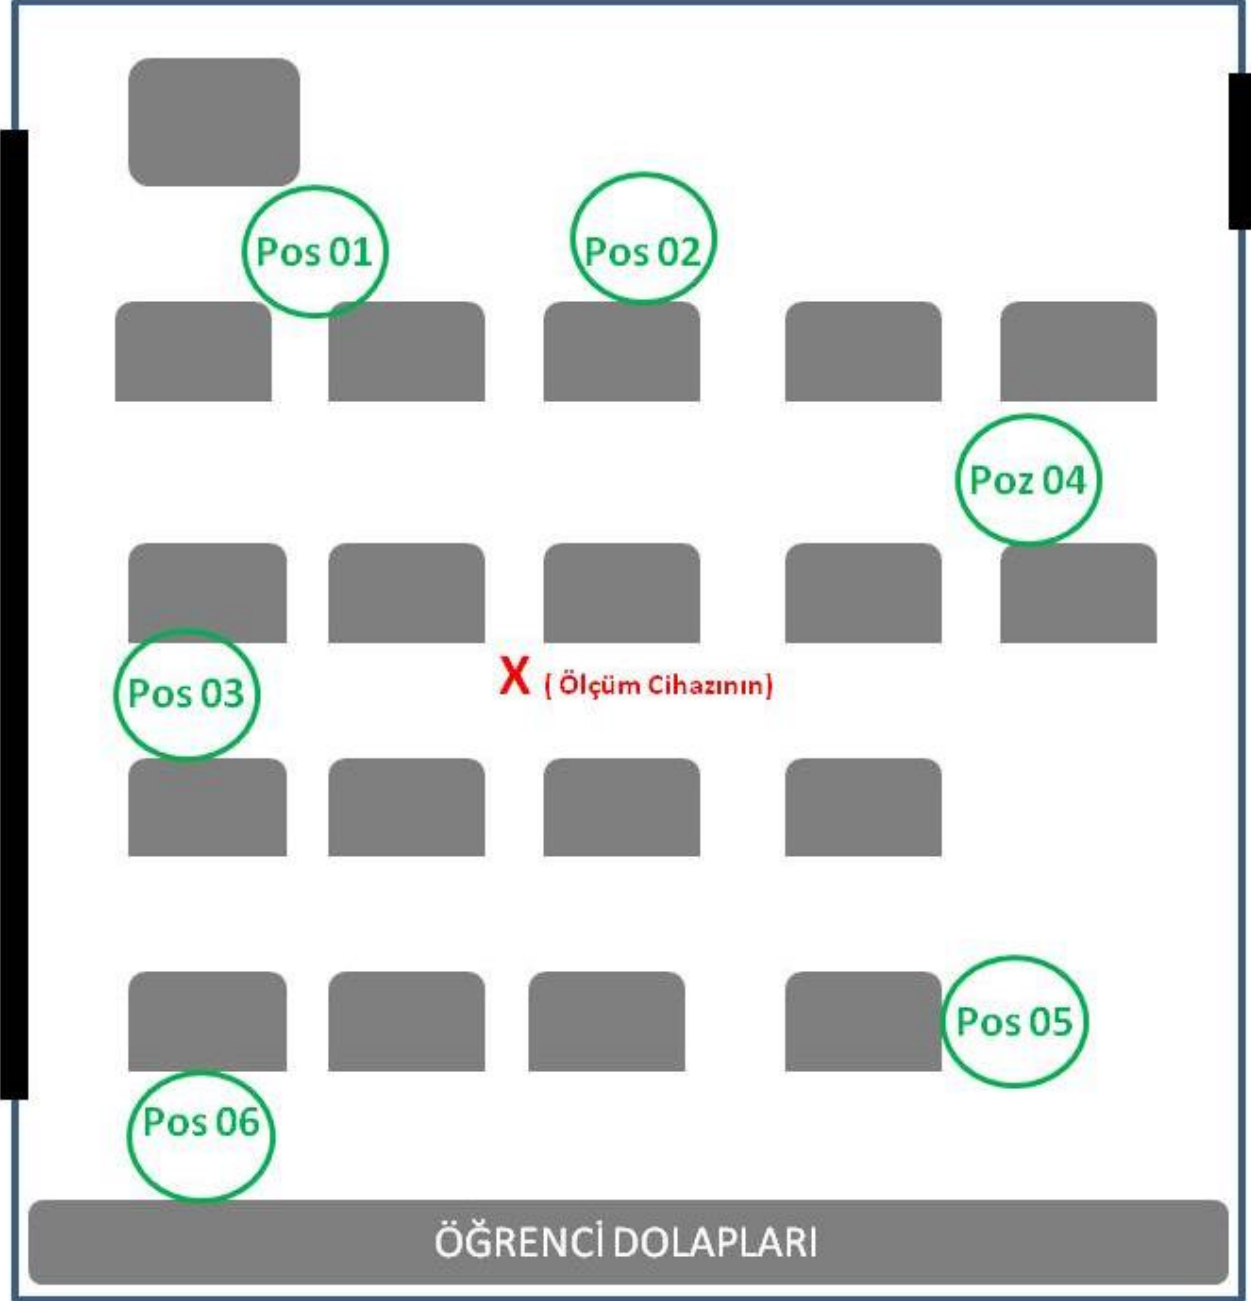 Pos 01
Pos 02
Poz 04
Pos 03
X ( Ölçüm Cihazının)
Pos 05
Pos 06
ÖĞRENCİ DOLAPLARI